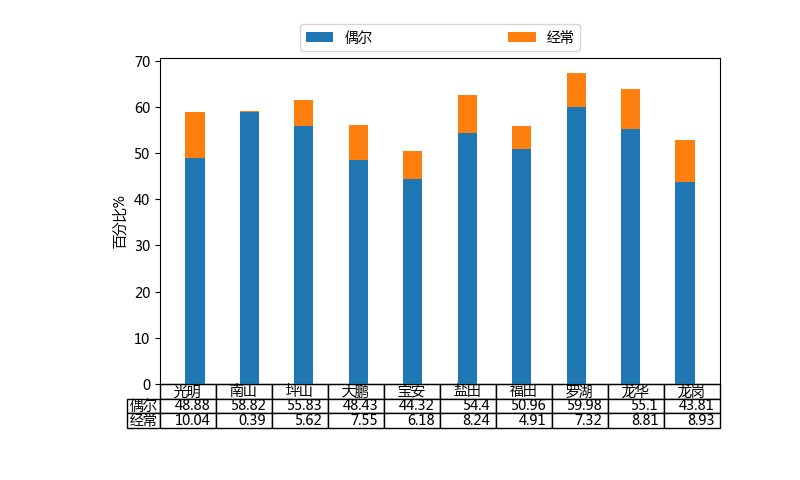 偶尔 经常
百分比%
70
60
50
40
30
20
10
0
光明 南山 坪山 大鹏 宝安 盐田 福田 罗湖 龙华 龙岗
偶尔 48.88 58.82 55.83 48.43 44.32 54.4 50.96 59.98 55.1 43.81
经常 10.04 0.39 5.62 7.55 6.18 8.24 4.91 7.32 8.81 8.93